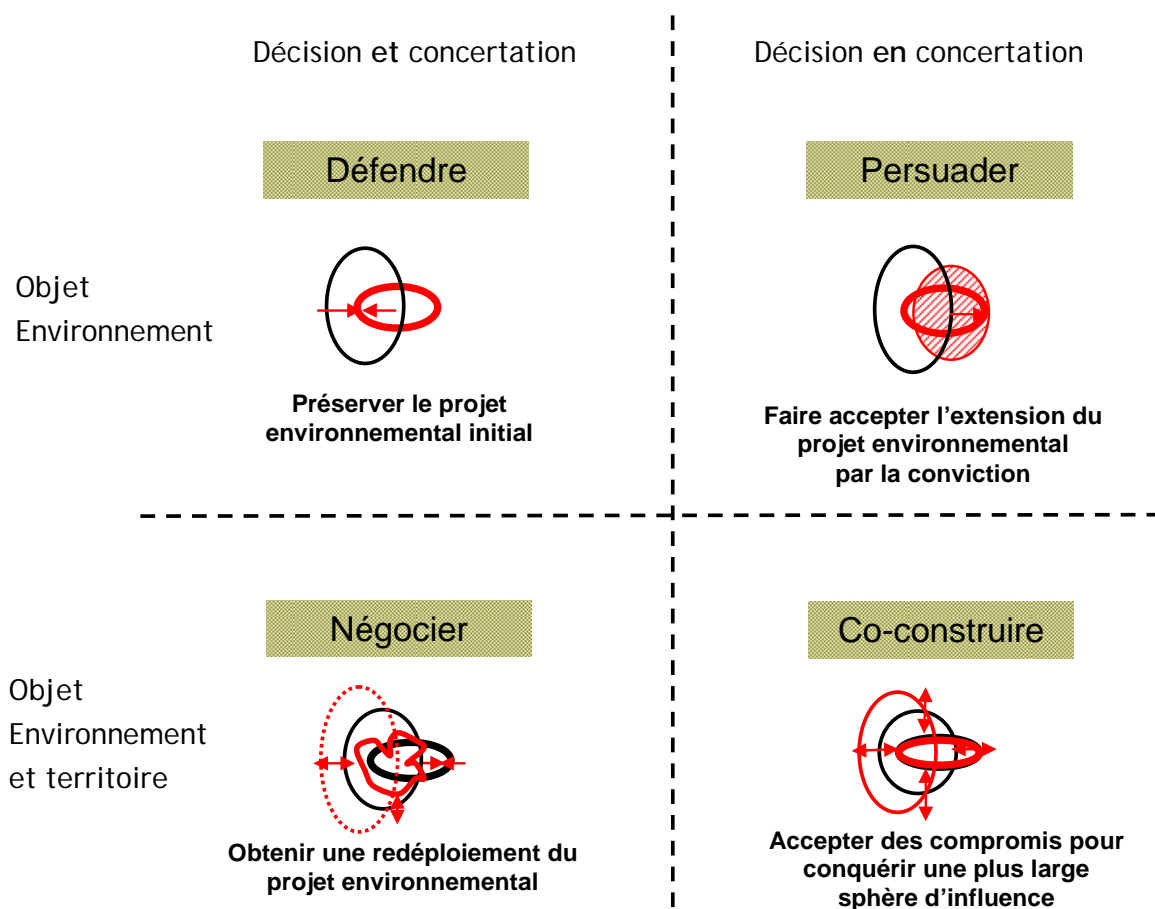 Décision et concertation
Décision en concertation
Défendre
Persuader
Objet
Environnement
Préserver le projet
environnemental initial
Faire accepter l’extension du
projet environnemental
par la conviction
Négocier
Co-construire
Objet
Environnement
et territoire
Obtenir une redéploiement du
projet environnemental
Accepter des compromis pour
conquérir une plus large
sphère d’influence